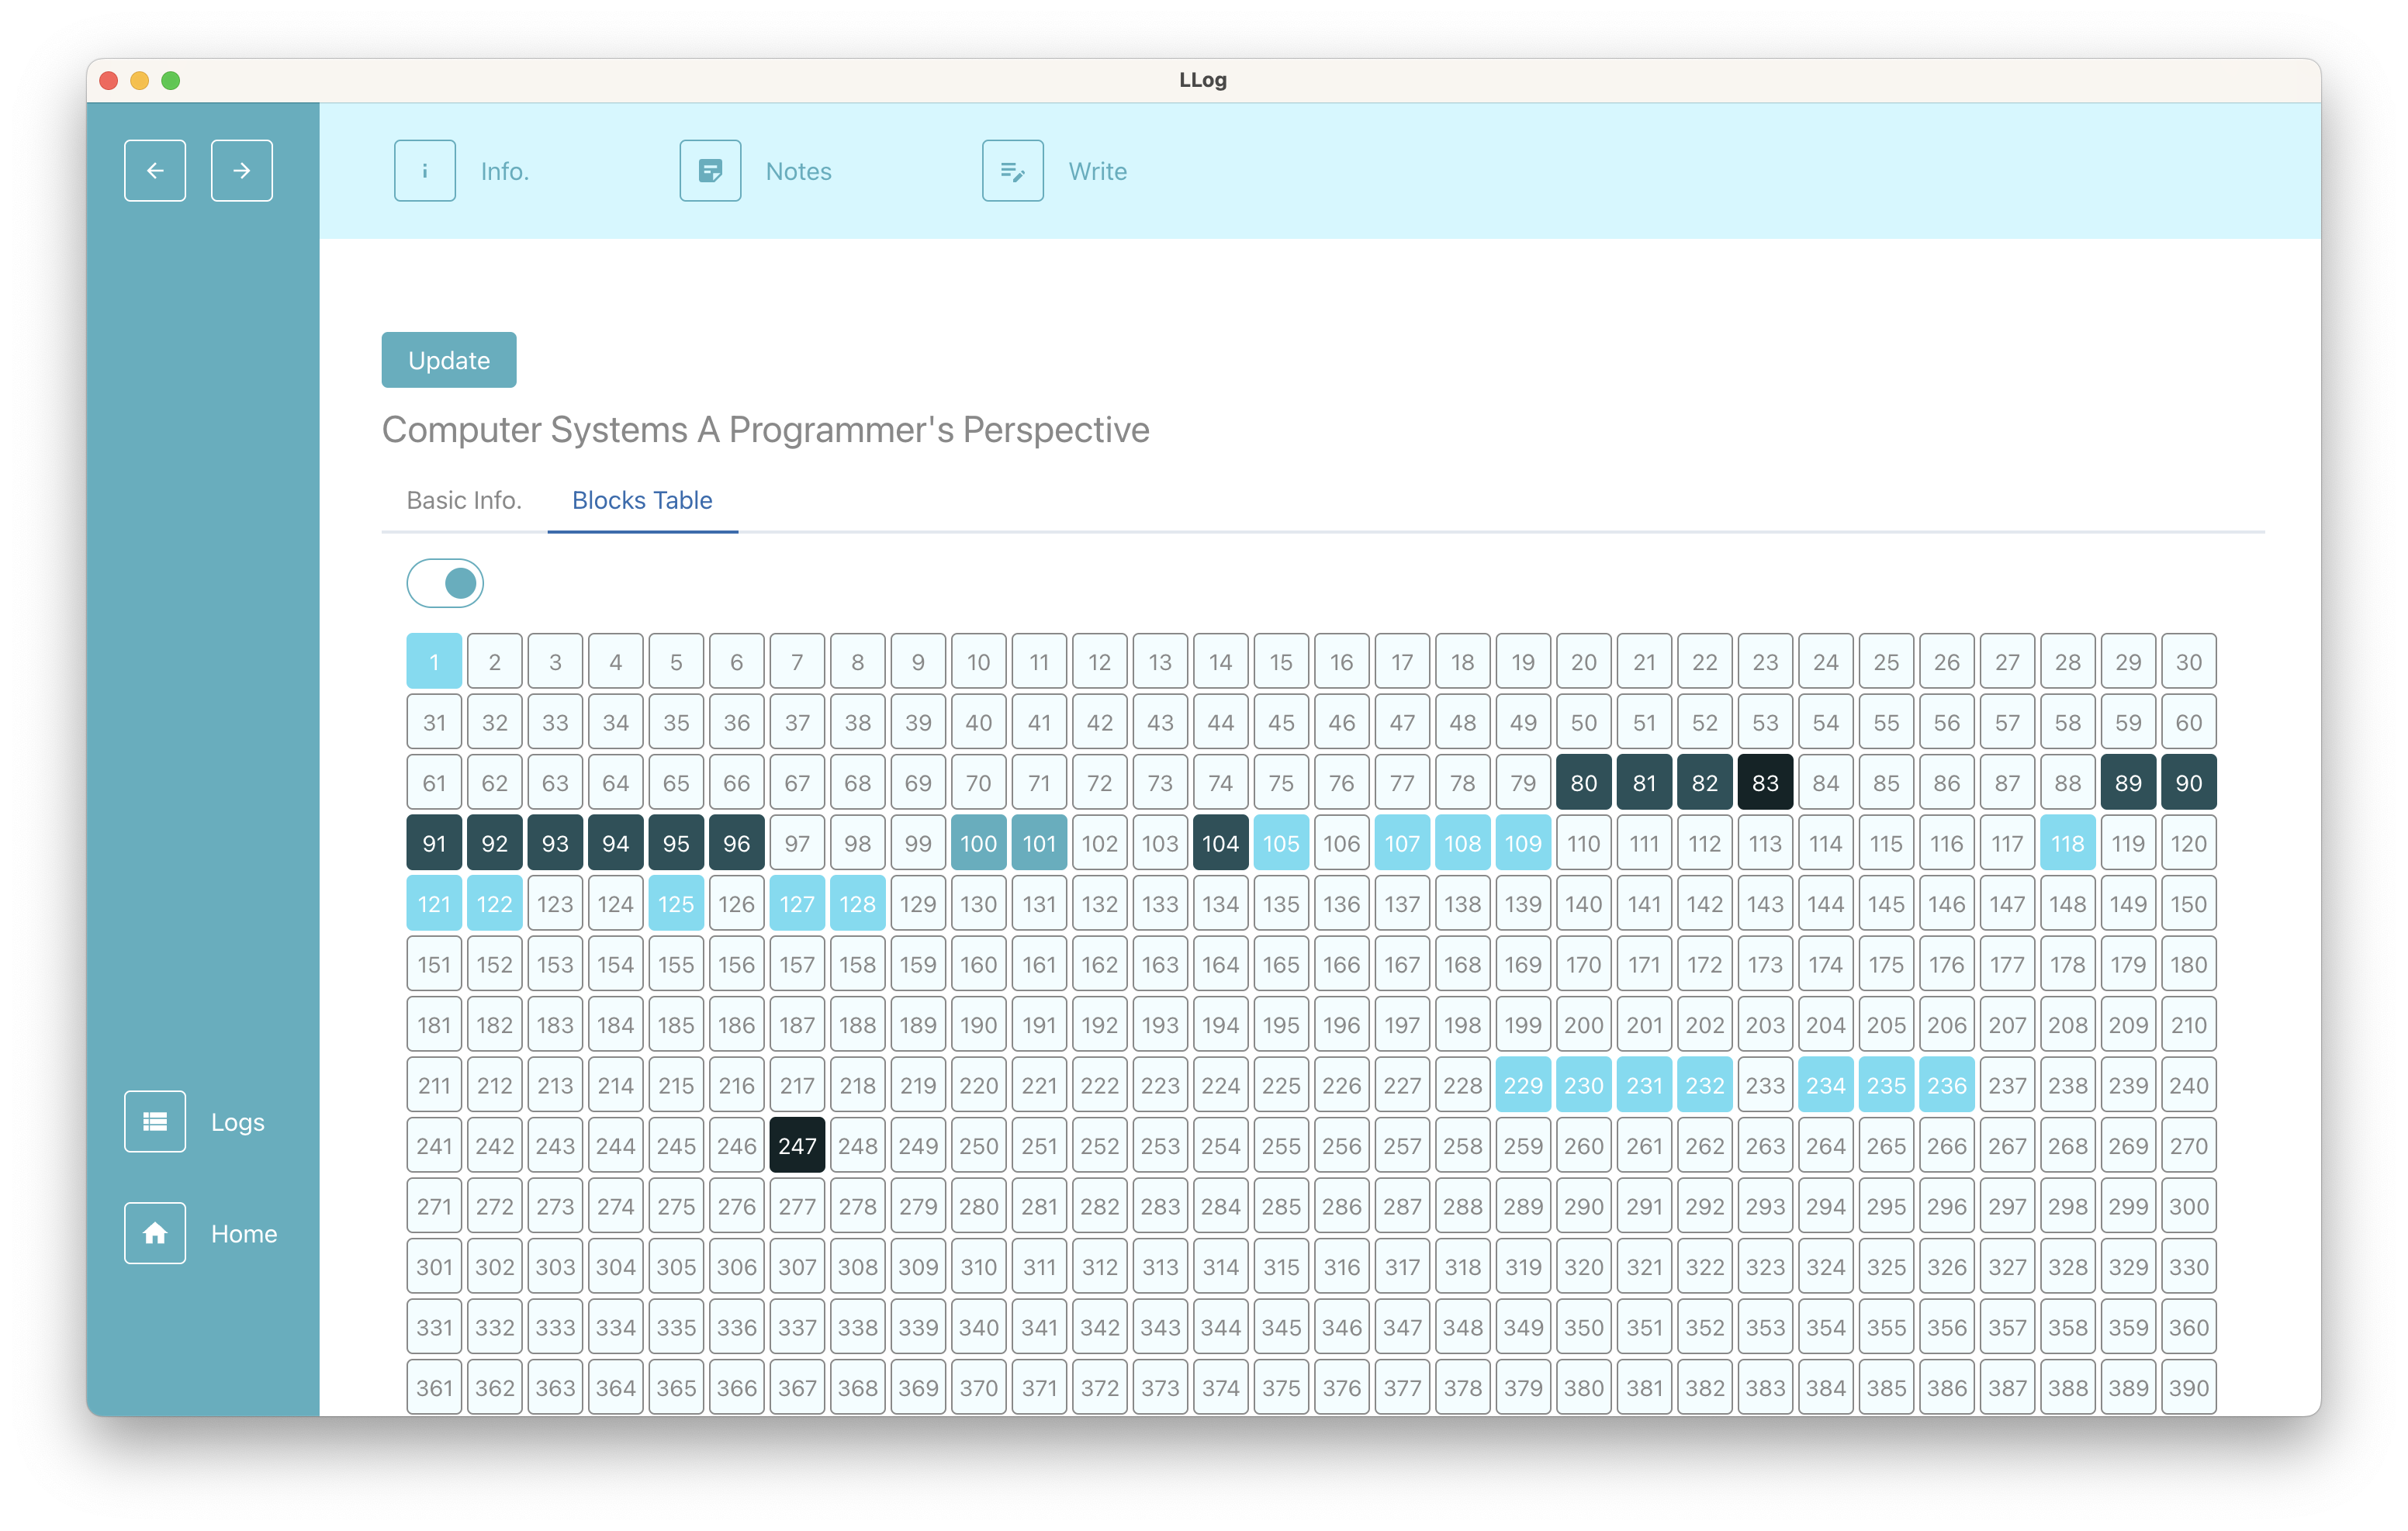 LLog
Info. Notes Write
Update
Computer Systems A Programmer's Perspective
Basic Info. Blocks Table
1 2 3 4 5 6 7 8 9 10 11 12 13 14 15 16 17 18 19 20 21 22 23 24 25 26 27 28 29 30
31 32 33 34 35 36 37 38 39 40 41 42 43 44 45 46 47 48 49 50 51 52 53 54 55 56 57 58 59 60
61 62 63 64 65 66 67 68 69 70 71 72 73 74 75 76 77 78 79 80 81 82 83 84 85 86 87 88 89 90
91 92 93 94 95 96 97 98 99 100 101 102 103 104 105 106 107 108 109 110 111 112 113 114 115 116 117 118 119 120
121 122 123 124 125 126 127 128 129 130 131 132 133 134 135 136 137 138 139 140 141 142 143 144 145 146 147 148 149 150
151 152 153 154 155 156 157 158 159 160 161 162 163 164 165 166 167 168 169 170 171 172 173 174 175 176 177 178 179 180
181 182 183 184 185 186 187 188 189 190 191 192 193 194 195 196 197 198 199 200 201 202 203 204 205 206 207 208 209 210
211 212 213 214 215 216 217 218 219 220 221 222 223 224 225 226 227 228 229 230 231 232 233 234 235 236 237 238 239 240
241 242 243 244 245 246 247 248 249 250 251 252 253 254 255 256 257 258 259 260 261 262 263 264 265 266 267 268 269 270
271 272 273 274 275 276 277 278 279 280 281 282 283 284 285 286 287 288 289 290 291 292 293 294 295 296 297 298 299 300
301 302 303 304 305 306 307 308 309 310 311 312 313 314 315 316 317 318 319 320 321 322 323 324 325 326 327 328 329 330
331 332 333 334 335 336 337 338 339 340 341 342 343 344 345 346 347 348 349 350 351 352 353 354 355 356 357 358 359 360
361 362 363 364 365 366 367 368 369 370 371 372 373 374 375 376 377 378 379 380 381 382 383 384 385 386 387 388 389 390
Logs
Home